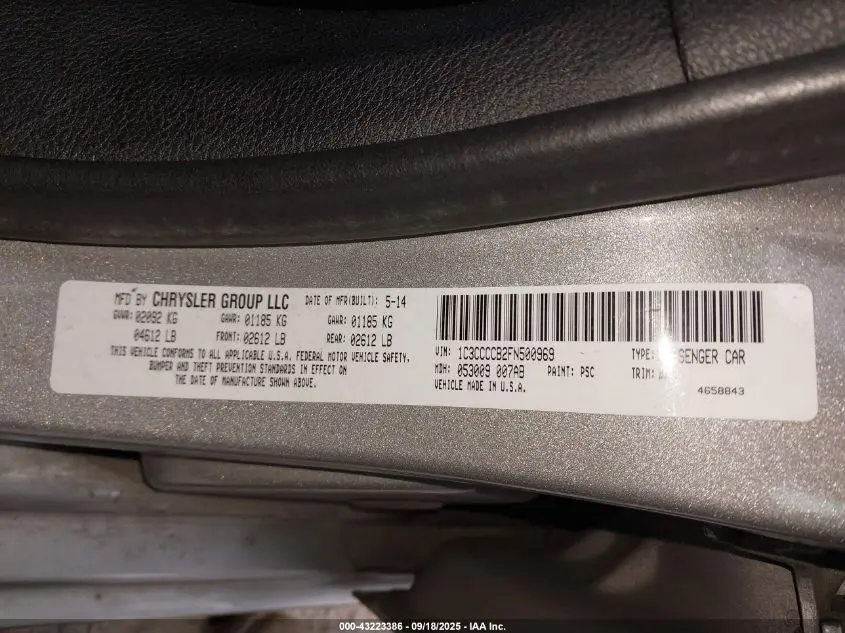 MFD BY CHRYSLER GROUP LLC DATE OF MFR(BUILT): 5-14
GVWR: 02092 KG GAWR: 01185 KG GAWR: 01185 KG
04612 LB FRONT: 02612 LB REAR: 02612 LB
THIS VEHICLE CONFORMS TO ALL APPLICABLE U.S.A. FEDERAL MOTOR VEHICLE SAFETY,
BUMPER AND THEFT PREVENTION STANDARDS IN EFFECT ON
THE DATE OF MANUFACTURE SHOWN ABOVE.
VIN: 1C3CCCCB2FN500969 TYPE: SENGER CAR
MDH: 053009 007AB PAINT: PSC TRIM:
VEHICLE MADE IN U.S.A. 4658843
000-43223386 - 09/18/2025 - IAA Inc.